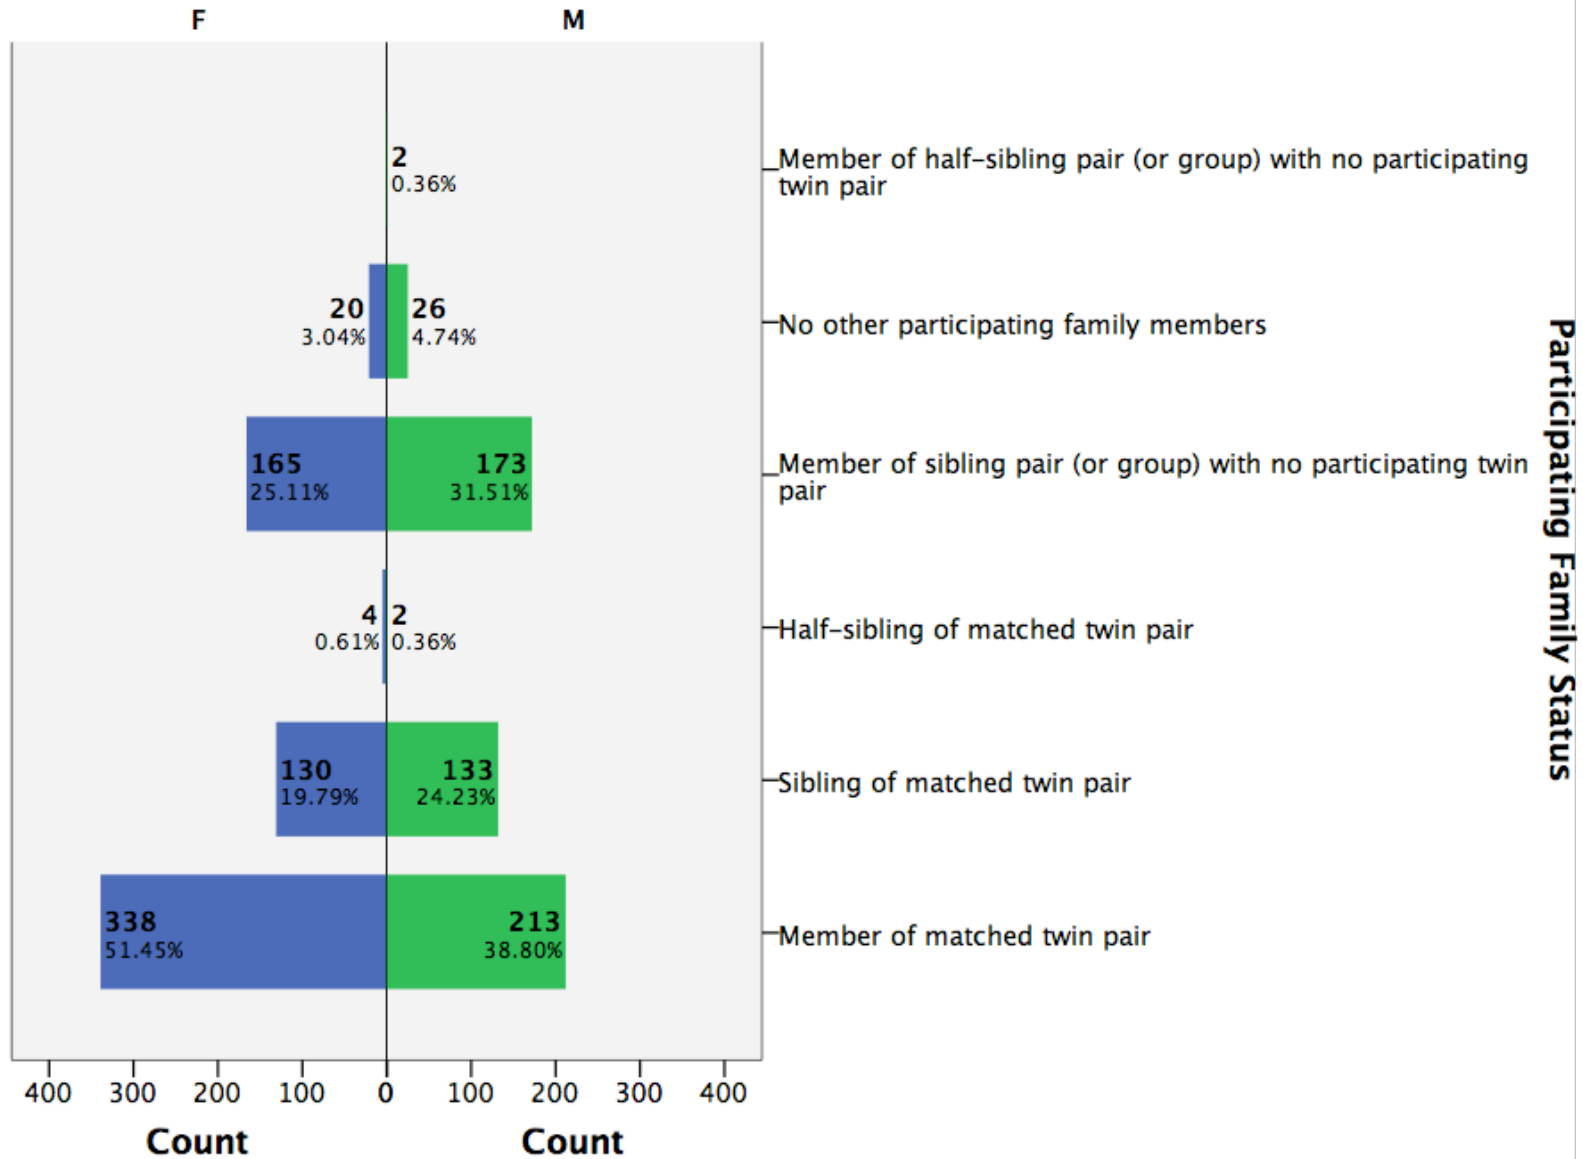 F
M
2
0.36%
Member of half-sibling pair (or group) with no participating
twin pair
20
3.04%
26
4.74%
No other participating family members
165
25.11%
173
31.51%
Member of sibling pair (or group) with no participating twin
pair
4
0.61%
2
0.36%
Half-sibling of matched twin pair
130
19.79%
133
24.23%
Sibling of matched twin pair
338
51.45%
213
38.80%
Member of matched twin pair
Participating Family Status
400 300 200 100 0 100 200 300 400
Count
Count